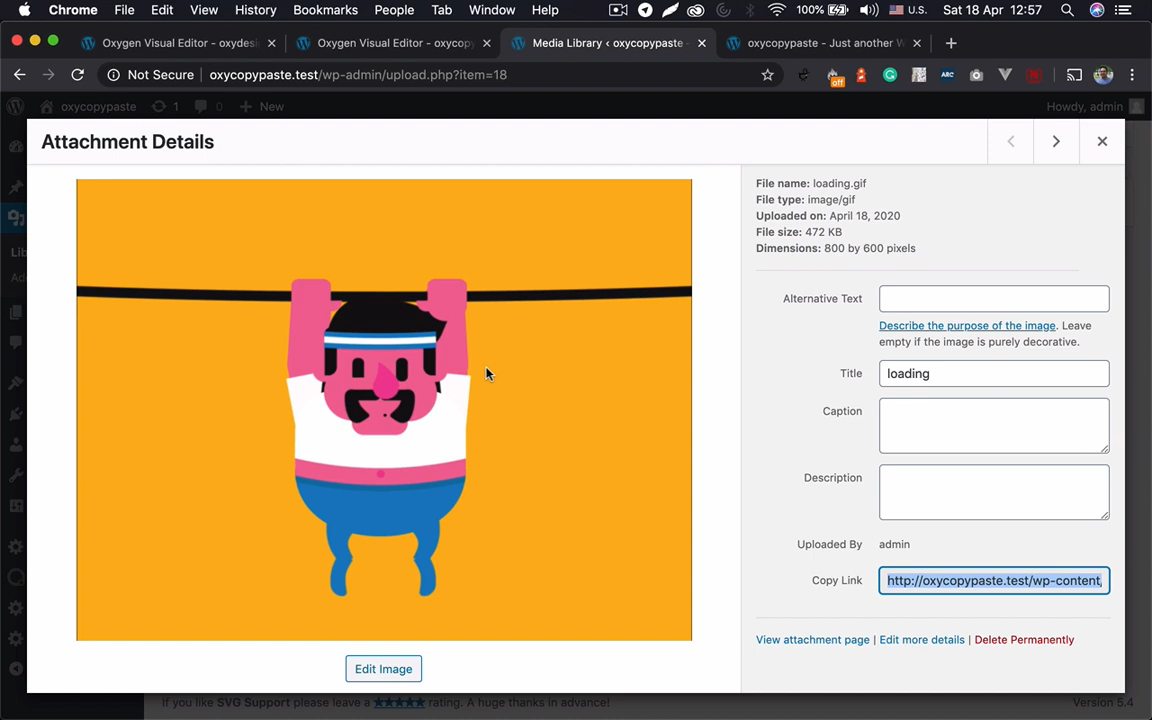 Chrome File Edit View History Bookmarks People Tab Window Help 100% U.S. Sat 18 Apr 12:57
Oxygen Visual Editor - oxydesi Oxygen Visual Editor - oxycopy Media Library ‹ oxycopypaste - oxycopypaste - Just another W
Not Secure oxycopypaste.test/wp-admin/upload.php?item=18 off ARC
oxycopypaste 1 0 New Howdy, admin
Attachment Details
File name: loading.gif
File type: image/gif
Uploaded on: April 18, 2020
File size: 472 KB
Dimensions: 800 by 600 pixels
Alternative Text
Describe the purpose of the image. Leave
empty if the image is purely decorative.
Title loading
Caption
Description
Uploaded By admin
Copy Link http://oxycopypaste.test/wp-content/
View attachment page | Edit more details | Delete Permanently
Edit Image
If you like SVG Support please leave a ★★★★★ rating. A huge thanks in advance! Version 5.4